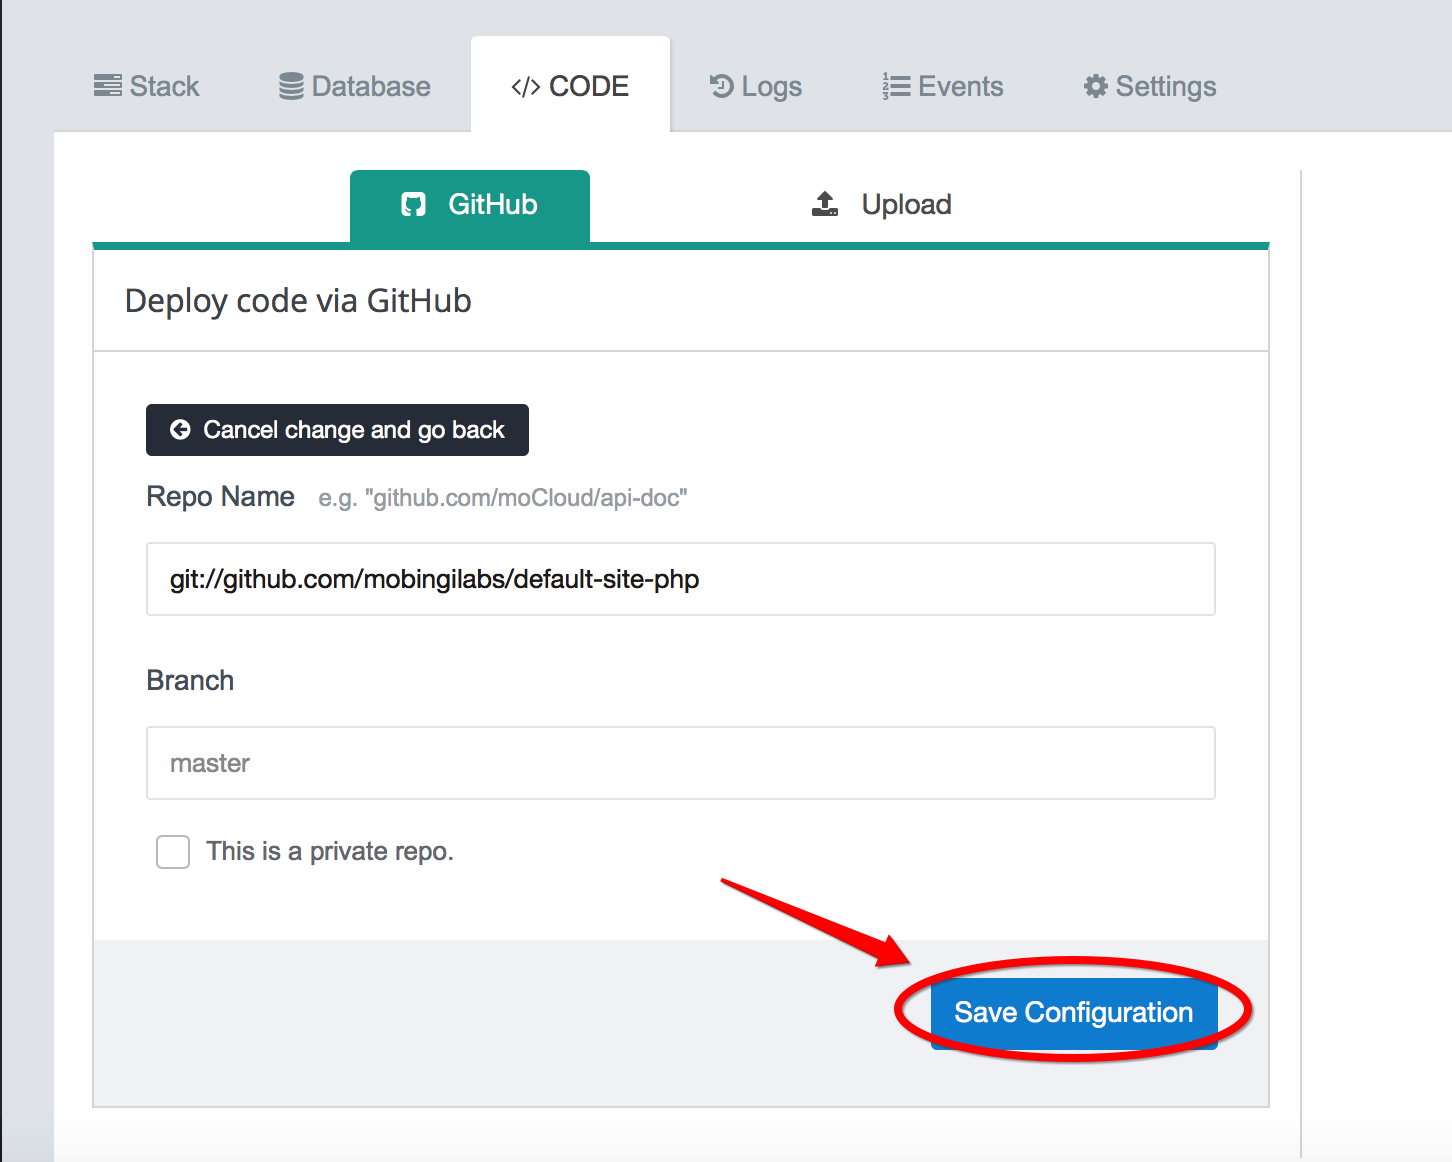 Stack Database </> CODE Logs Events Settings
GitHub Upload
Deploy code via GitHub
Cancel change and go back
Repo Name e.g. "github.com/moCloud/api-doc"
git://github.com/mobingilabs/default-site-php
Branch
master
This is a private repo.
Save Configuration